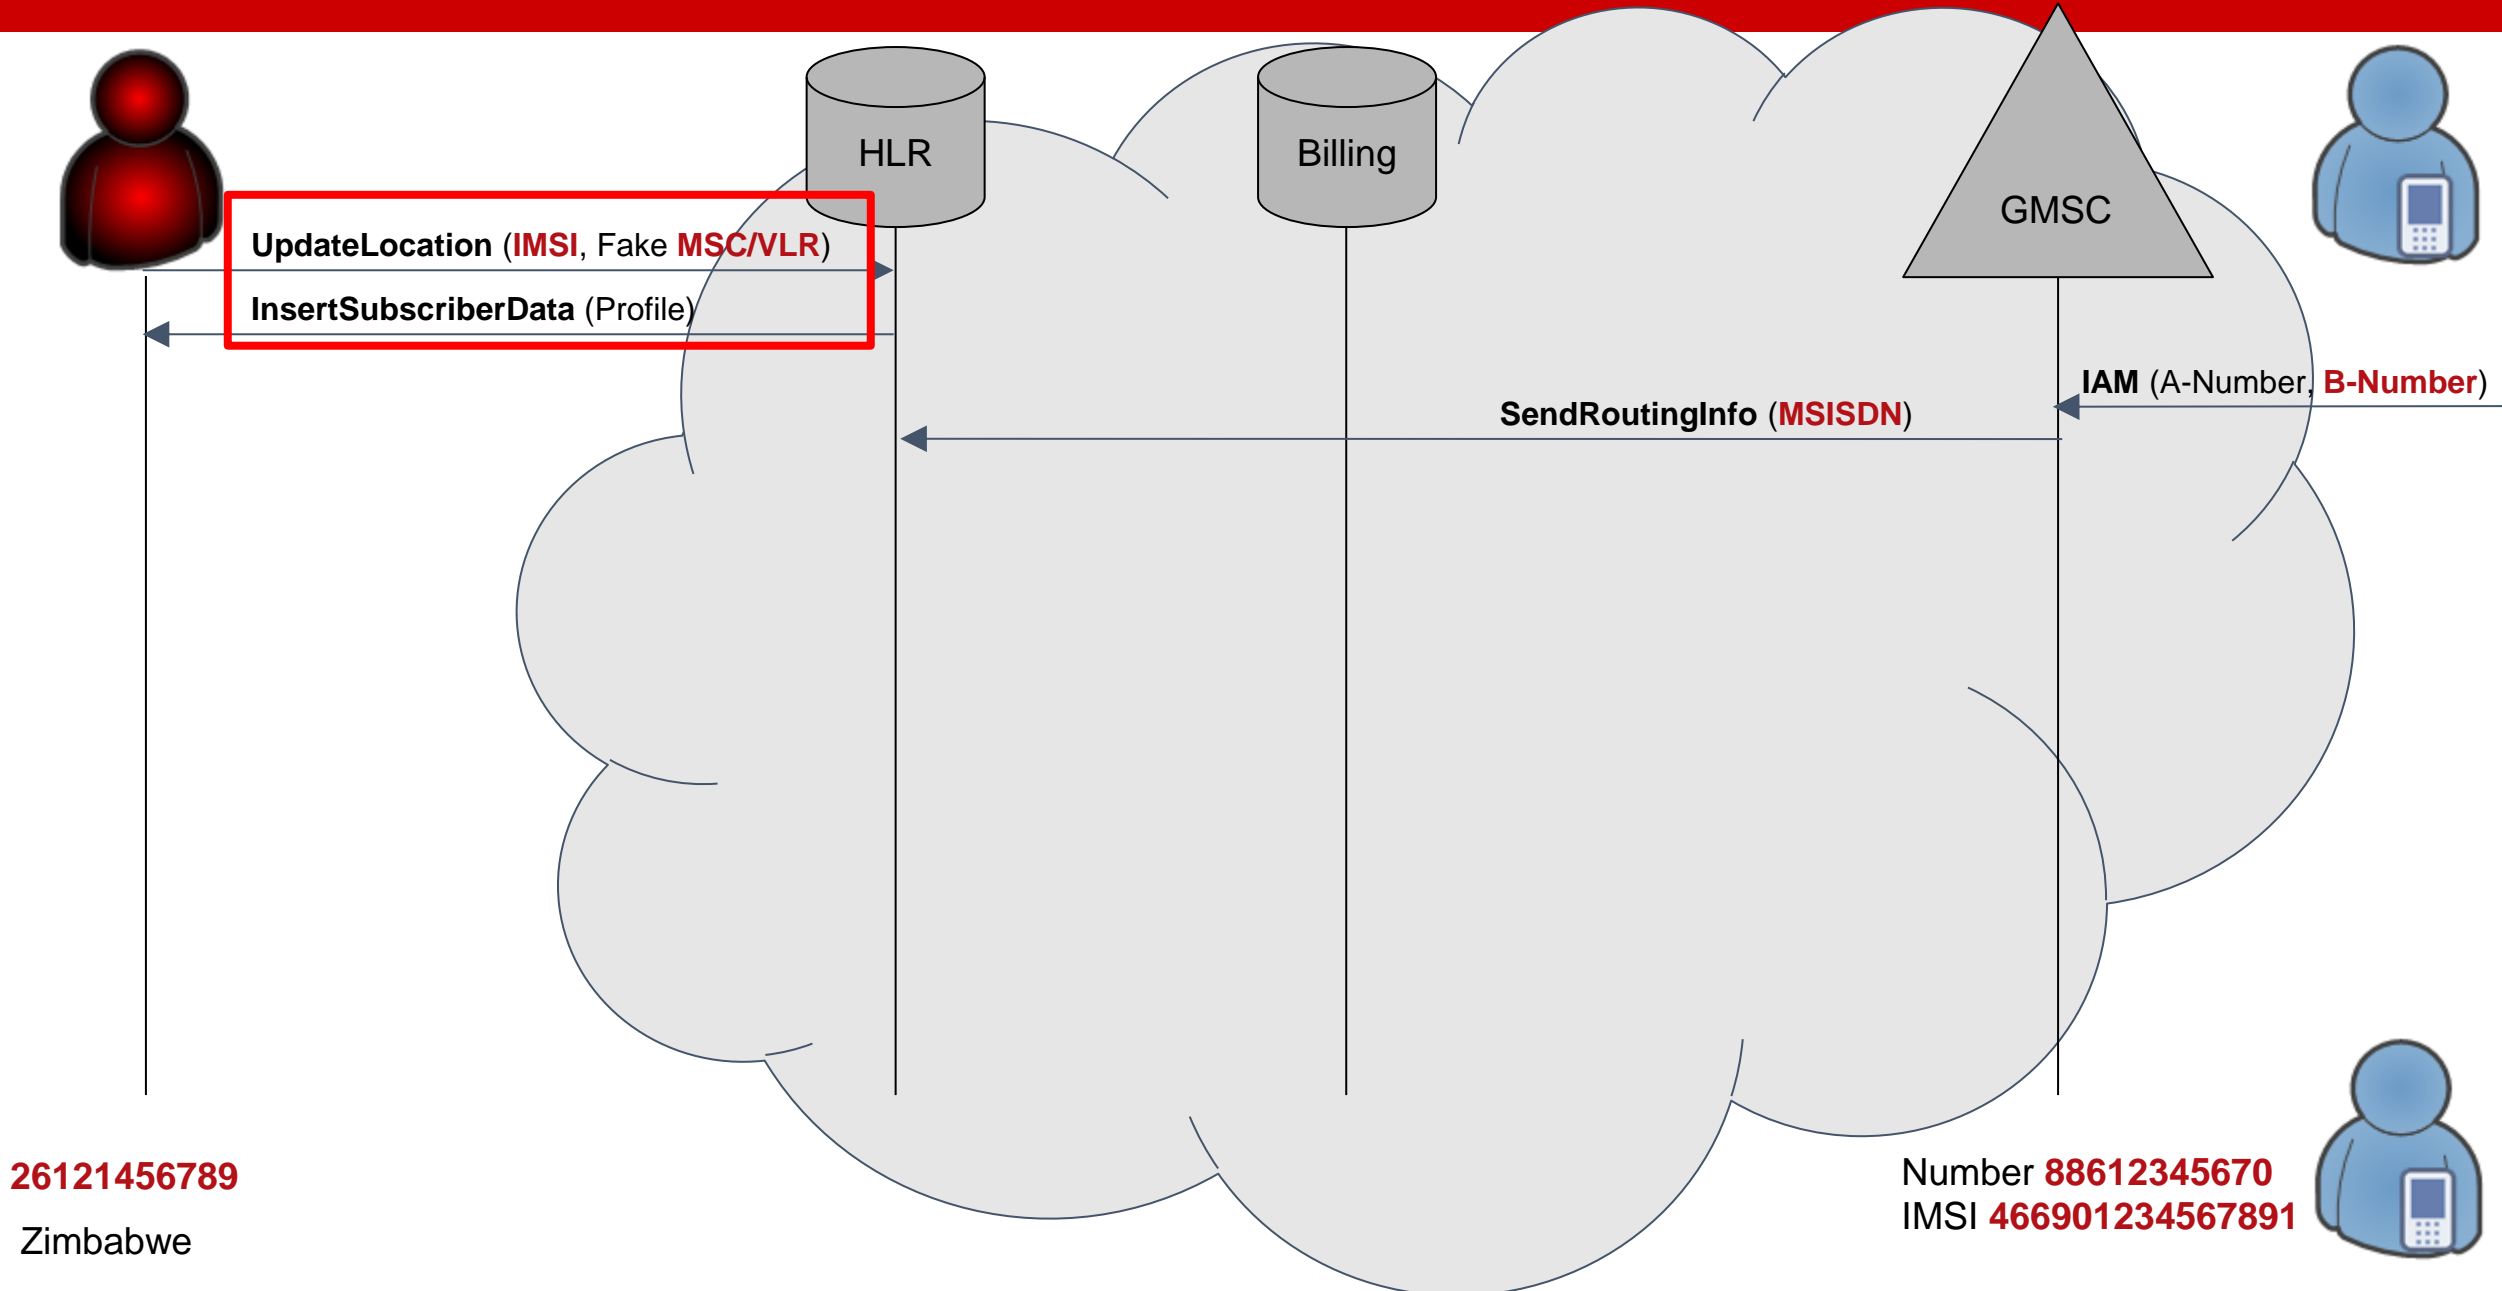 HLR
Billing
GMSC
UpdateLocation (IMSI, Fake MSC/VLR)
InsertSubscriberData (Profile)
IAM (A-Number, B-Number)
SendRoutingInfo (MSISDN)
26121456789
Zimbabwe
Number 88612345670
IMSI 466901234567891